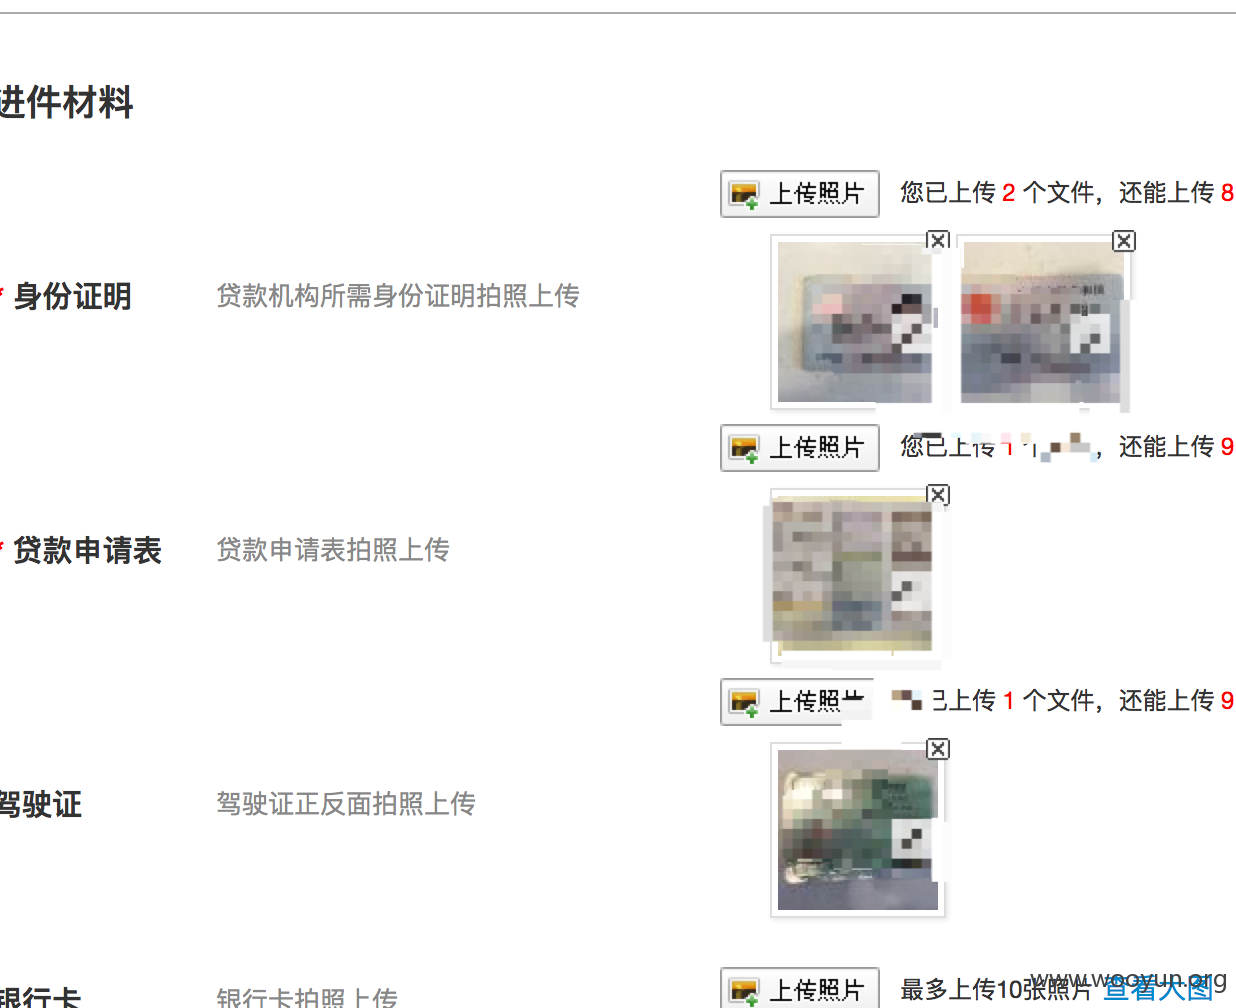 进件材料
上传照片 您已上传 2 个文件，还能上传 8
* 身份证明 贷款机构所需身份证明拍照上传
上传照片 您已上传 1 个 ，还能上传 9
* 贷款申请表 贷款申请表拍照上传
上传照片 已上传 1 个文件，还能上传 9
驾驶证 驾驶证正反面拍照上传
银行卡 银行卡拍照上传 上传照片 最多上传10张照片 查看大图
www.wooyun.org